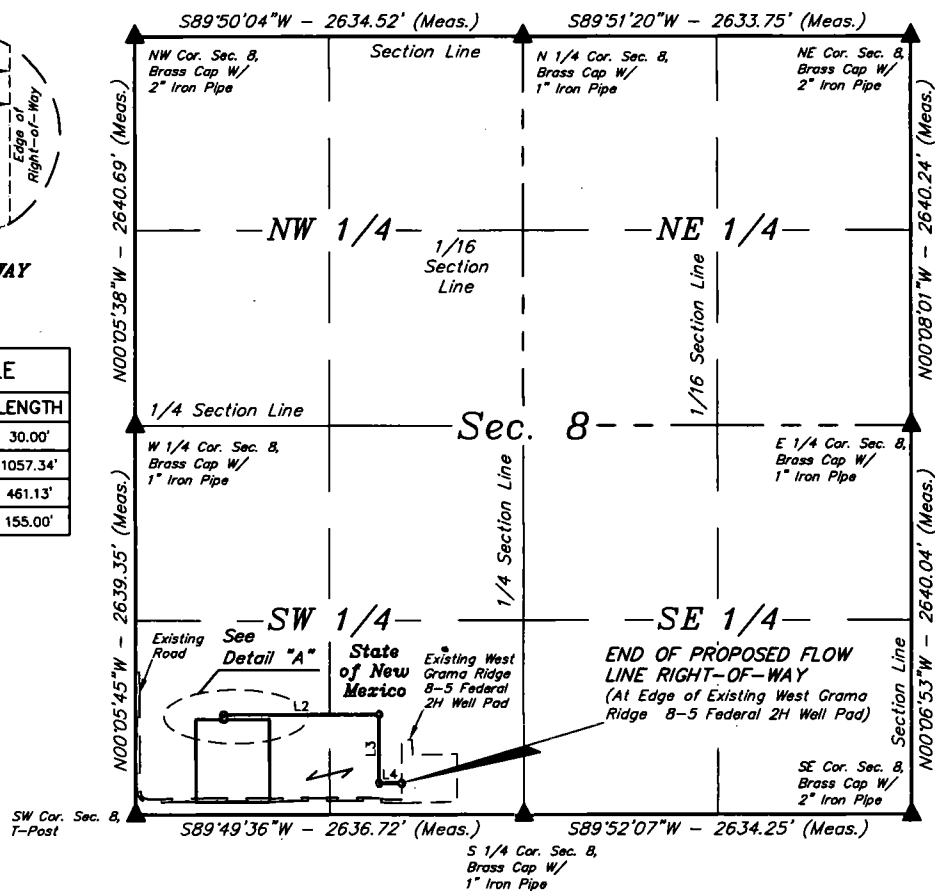 S89°50'04"W - 2634.52' (Meas.)
S89°51'20"W - 2633.75' (Meas.)
Section Line
NW Cor. Sec. 8,
Brass Cap W/
2" Iron Pipe
N 1/4 Cor. Sec. 8,
Brass Cap W/
1" Iron Pipe
NE Cor. Sec. 8,
Brass Cap W/
2" Iron Pipe
Edge of
Right-of-Way
N00°05'38"W - 2640.69' (Meas.)
N00°08'01"W - 2640.24' (Meas.)
NW 1/4
NE 1/4
1/16
Section
Line
1/16 Section Line
LENGTH
30.00'
1057.34'
461.13'
155.00'
1/4 Section Line
Sec. 8
W 1/4 Cor. Sec. 8,
Brass Cap W/
1" Iron Pipe
E 1/4 Cor. Sec. 8,
Brass Cap W/
1" Iron Pipe
N00°05'45"W - 2639.35' (Meas.)
1/4 Section Line
N00°06'53"W - 2640.04' (Meas.)
SW 1/4
SE 1/4
Existing
Road
See
Detail "A"
State
of New
Mexico
Existing West
Grama Ridge
8-5 Federal
2H Well Pad
END OF PROPOSED FLOW
LINE RIGHT-OF-WAY
(At Edge of Existing West Grama
Ridge 8-5 Federal 2H Well Pad)
Section Line
L2
L3
L4
SE Cor. Sec. 8,
Brass Cap W/
2" Iron Pipe
SW Cor. Sec. 8,
T-Post
S89°49'36"W - 2636.72' (Meas.)
S89°52'07"W - 2634.25' (Meas.)
S 1/4 Cor. Sec. 8,
Brass Cap W/
1" Iron Pipe